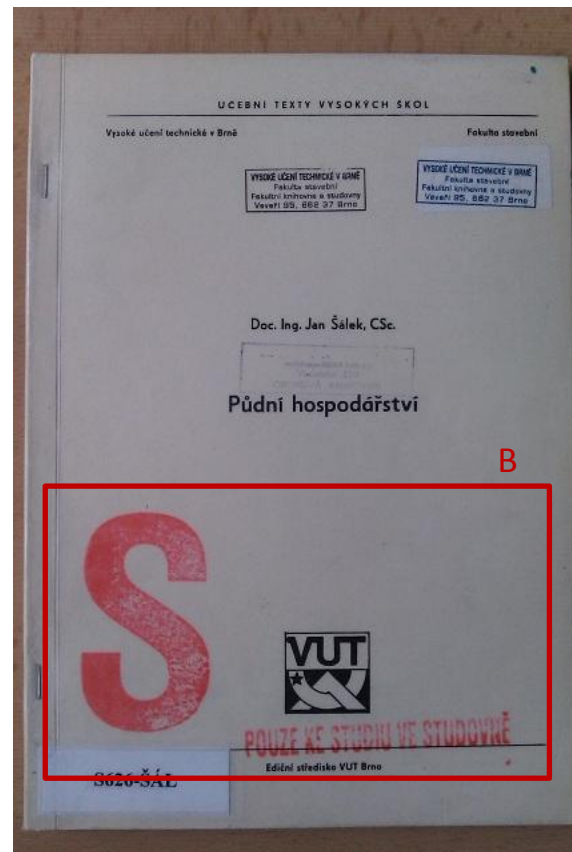 UČEBNÍ TEXTY VYSOKÝCH ŠKOL
Vysoké učení technické v Brně
Fakulta stavební
VYSOKÉ UČENÍ TECHNICKÉ V BRNĚ
Fakulta stavební
Fakultní knihovna a studovny
Veveří 95, 662 37 Brno
VYSOKÉ UČENÍ TECHNICKÉ V BRNĚ
Fakulta stavební
Fakultní knihovna a studovny
Veveří 95, 662 37 Brno
Doc. Ing. Jan Šálek, CSc.
Půdní hospodářství
B
S
VUT
POUZE KE STUDIU VE STUDOVNĚ
Ediční středisko VUT Brno
S626-ŠÁL